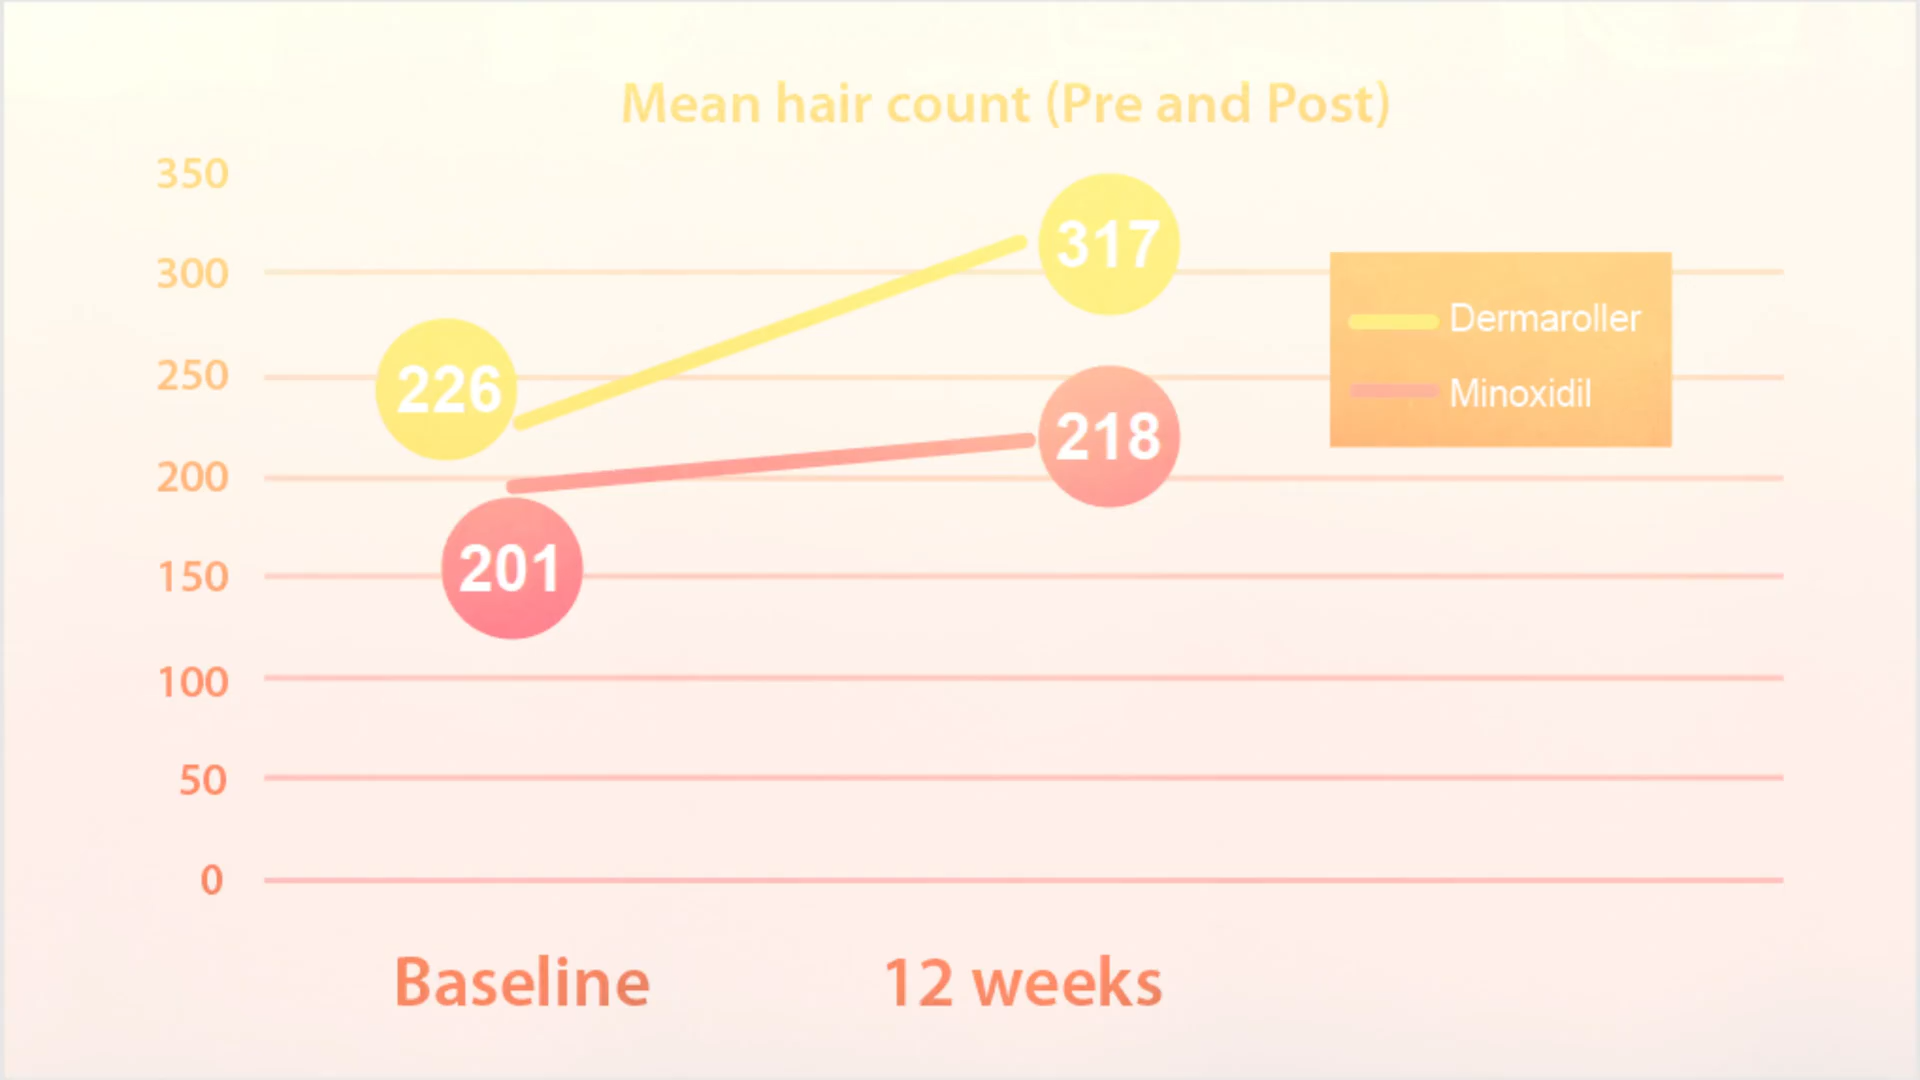 Mean hair count (Pre and Post)
350
300
250
200
150
100
50
0
226
317
201
218
Dermaroller
Minoxidil
Baseline
12 weeks